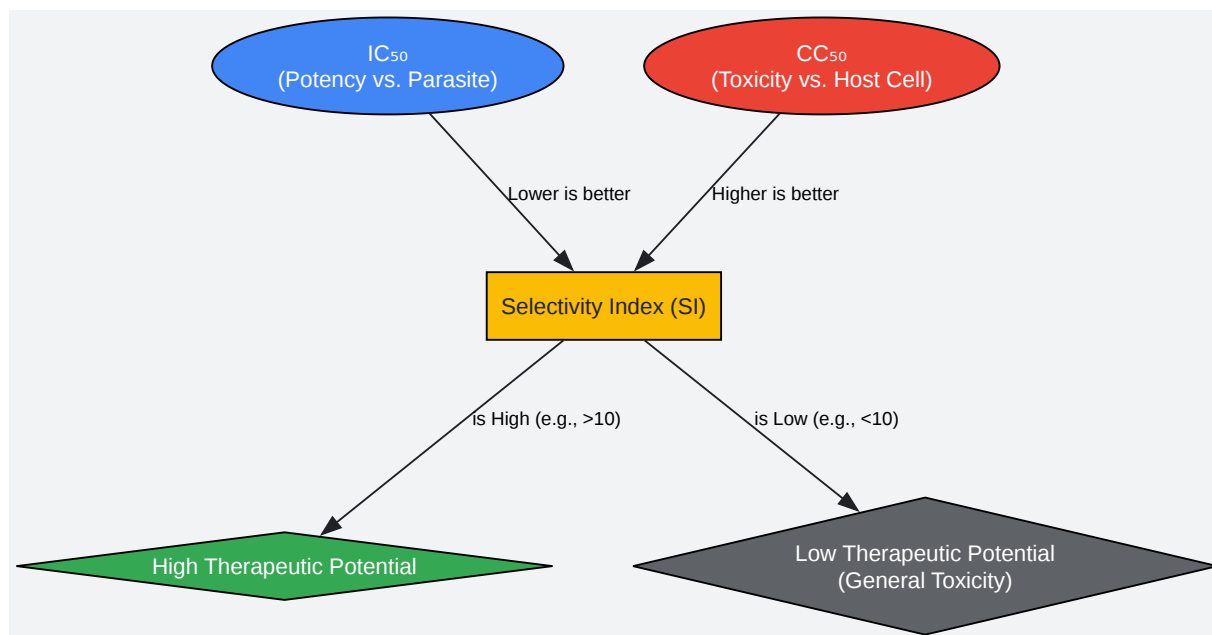 IC₅₀
(Potency vs. Parasite)
CC₅₀
(Toxicity vs. Host Cell)
Lower is better
Higher is better
Selectivity Index (SI)
is High (e.g., >10)
is Low (e.g., <10)
High Therapeutic Potential
Low Therapeutic Potential
(General Toxicity)